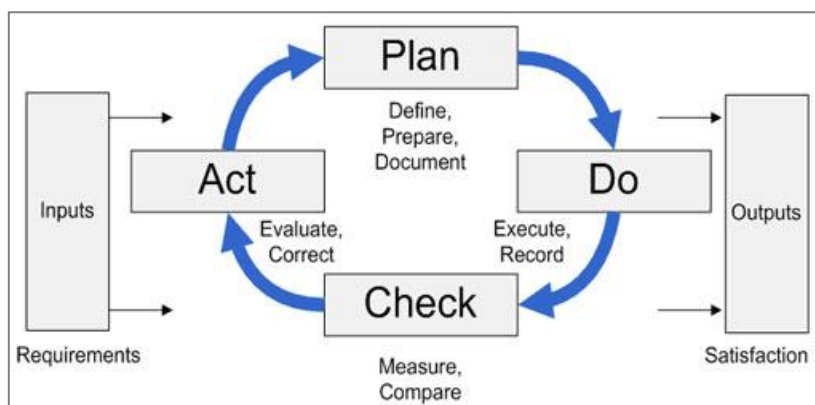 Plan
Define,
Prepare,
Document
Act
Do
Inputs
Outputs
Evaluate,
Correct
Execute,
Record
Check
Requirements
Satisfaction
Measure,
Compare